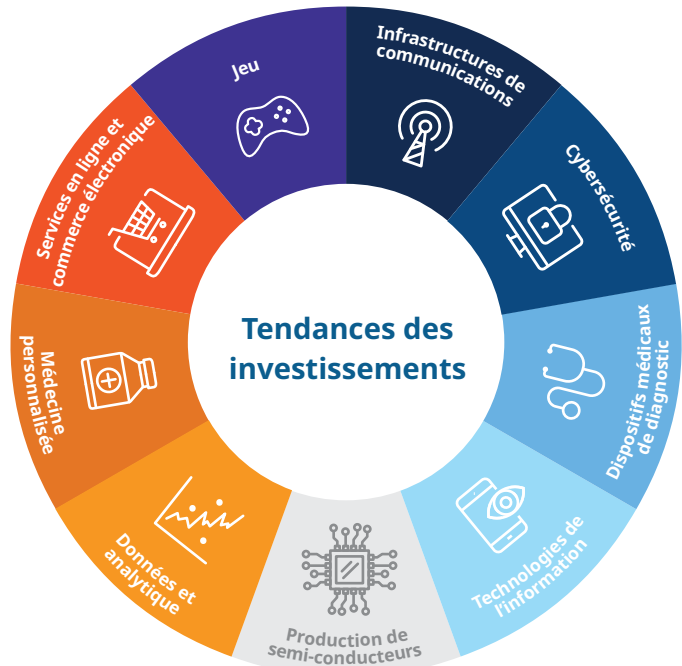 Tendances des
investissements
Infrastructures de
communications
Cybersécurité
Dispositifs médicaux
de diagnostic
Technologies de
l'information
Production de
semi-conducteurs
Données et
analytique
Médecine
personnalisée
Services en ligne et
commerce électronique
Jeu